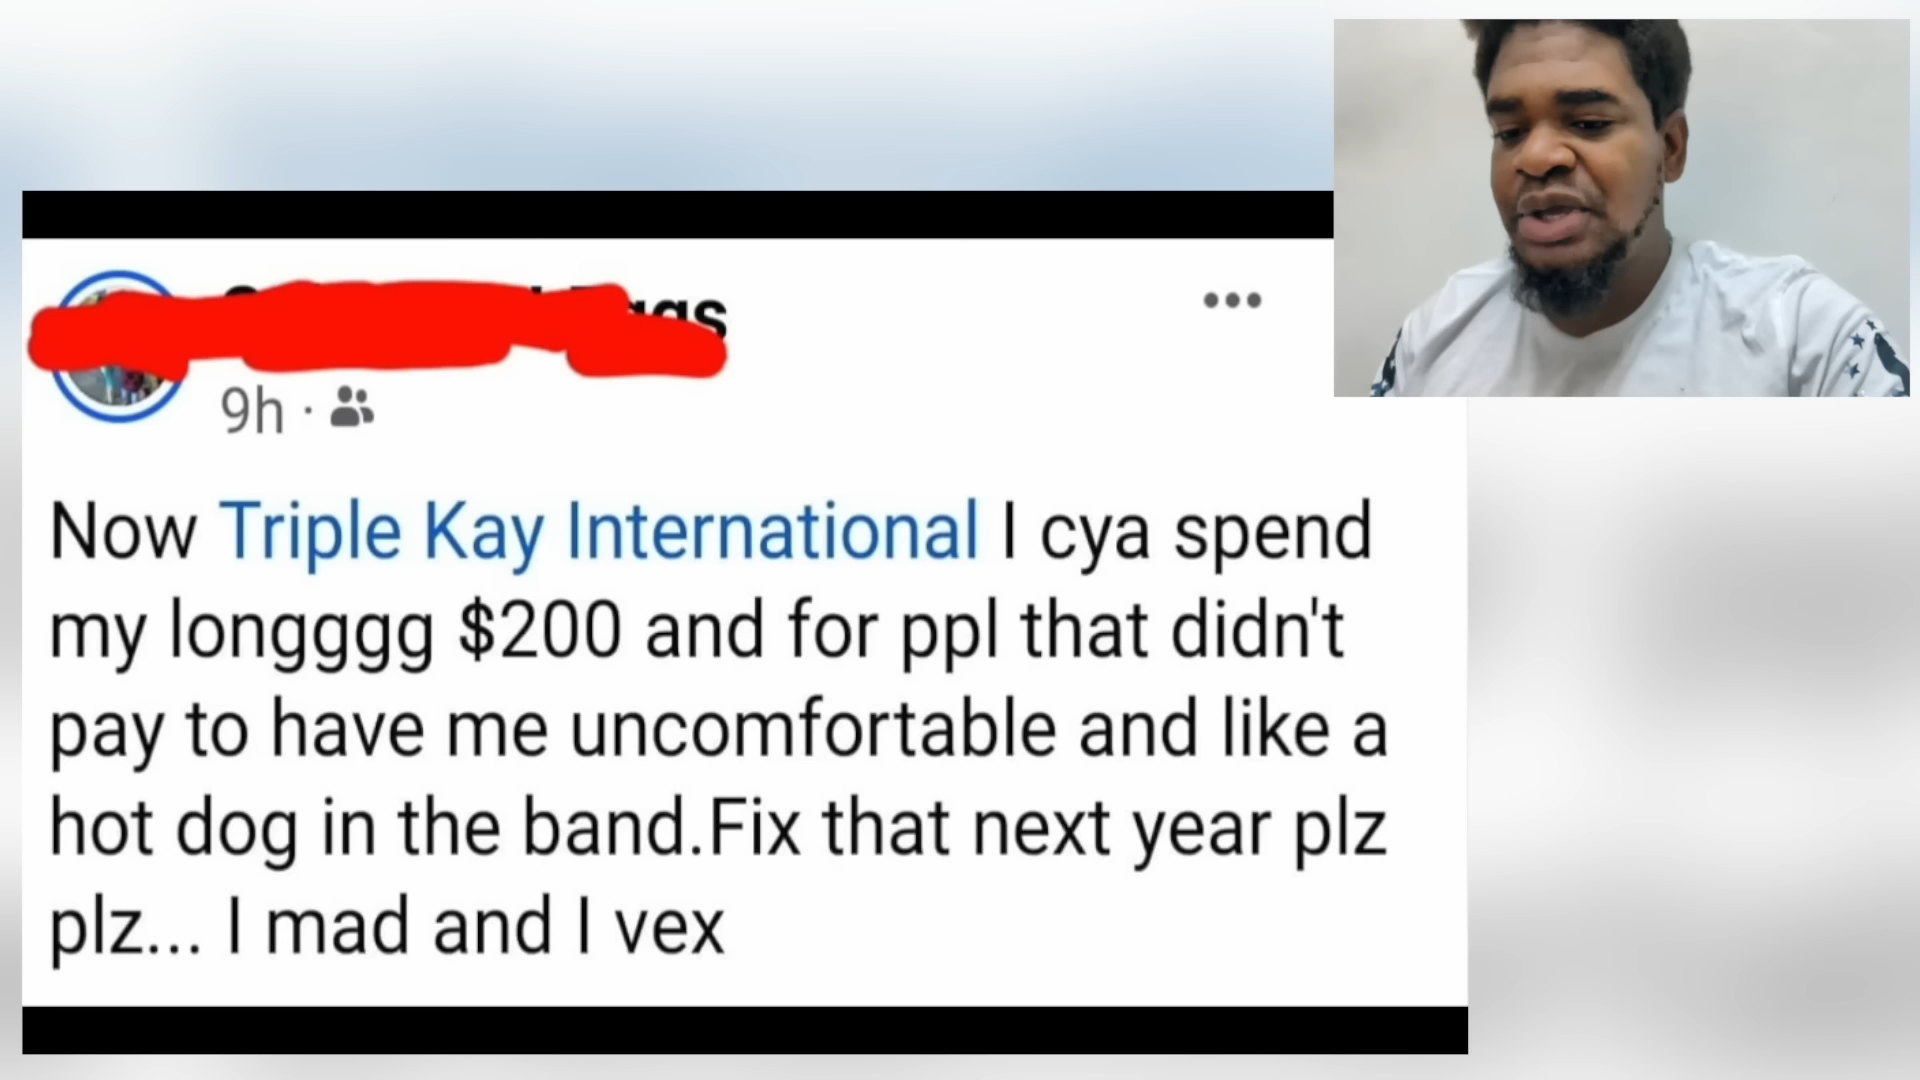 9h ·
Now Triple Kay International I cya spend
my longggg $200 and for ppl that didn't
pay to have me uncomfortable and like a
hot dog in the band.Fix that next year plz
plz... I mad and I vex